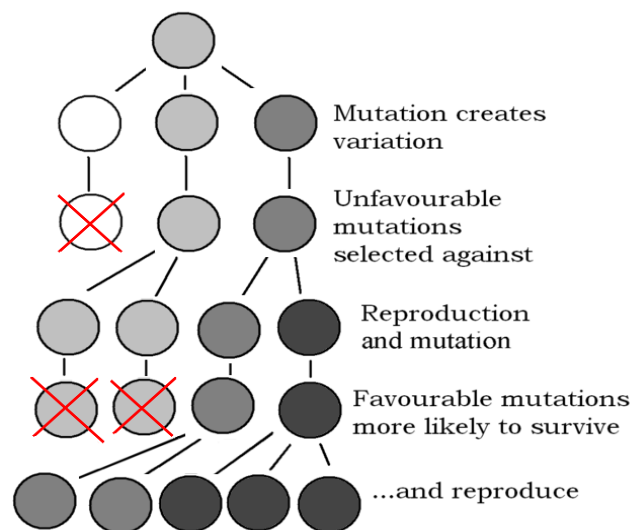 Mutation creates
variation
Unfavourable
mutations
selected against
Reproduction
and mutation
Favourable mutations
more likely to survive
...and reproduce